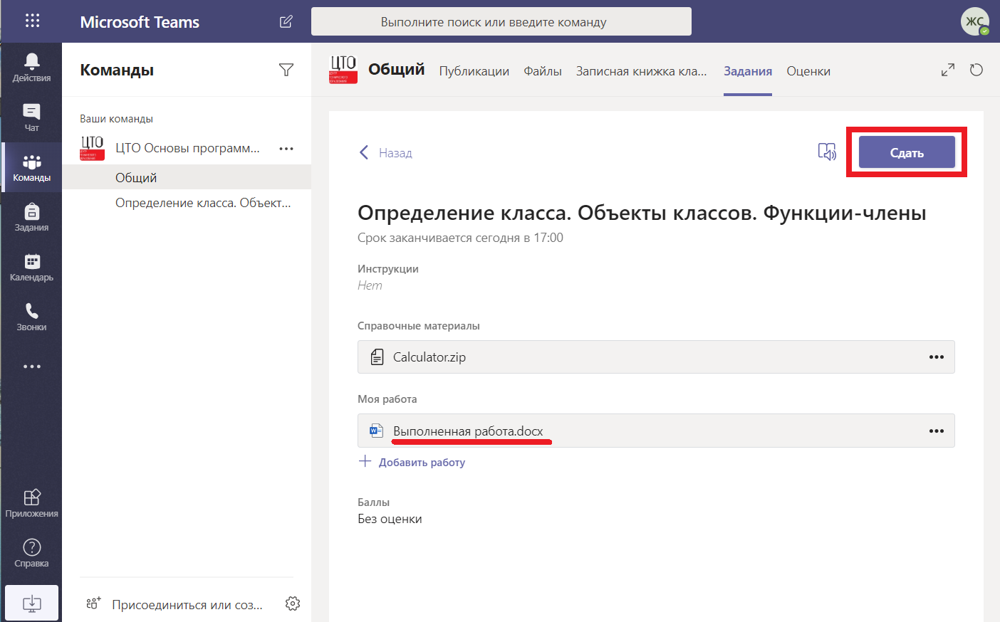 Microsoft Teams
Выполните поиск или введите команду
ЖС
Действия
Чат
Команды
Задания
Календарь
Звонки
Приложения
Справка
Команды
Ваши команды
ЦТО
ЦТО Основы программ...
Общий
Определение класса. Объект...
Присоединиться или соз...
ЦТО
Общий
Публикации
Файлы
Записная книжка кла...
Задания
Оценки
Назад
Сдать
Определение класса. Объекты классов. Функции-члены
Срок заканчивается сегодня в 17:00
Инструкции
Нет
Справочные материалы
Calculator.zip
Моя работа
Выполненная работа.docx
Добавить работу
Баллы
Без оценки